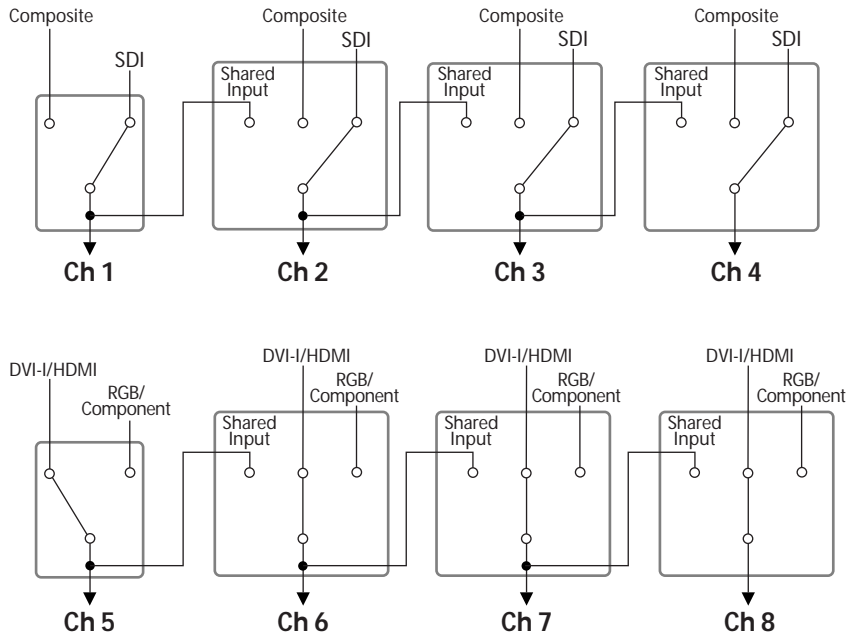 Composite
SDI
Composite
SDI
Shared
Input
Composite
SDI
Shared
Input
Composite
SDI
Shared
Input
Ch 1
Ch 2
Ch 3
Ch 4
DVI-I/HDMI
RGB/
Component
DVI-I/HDMI
RGB/
Component
Shared
Input
DVI-I/HDMI
RGB/
Component
Shared
Input
DVI-I/HDMI
RGB/
Component
Shared
Input
Ch 5
Ch 6
Ch 7
Ch 8